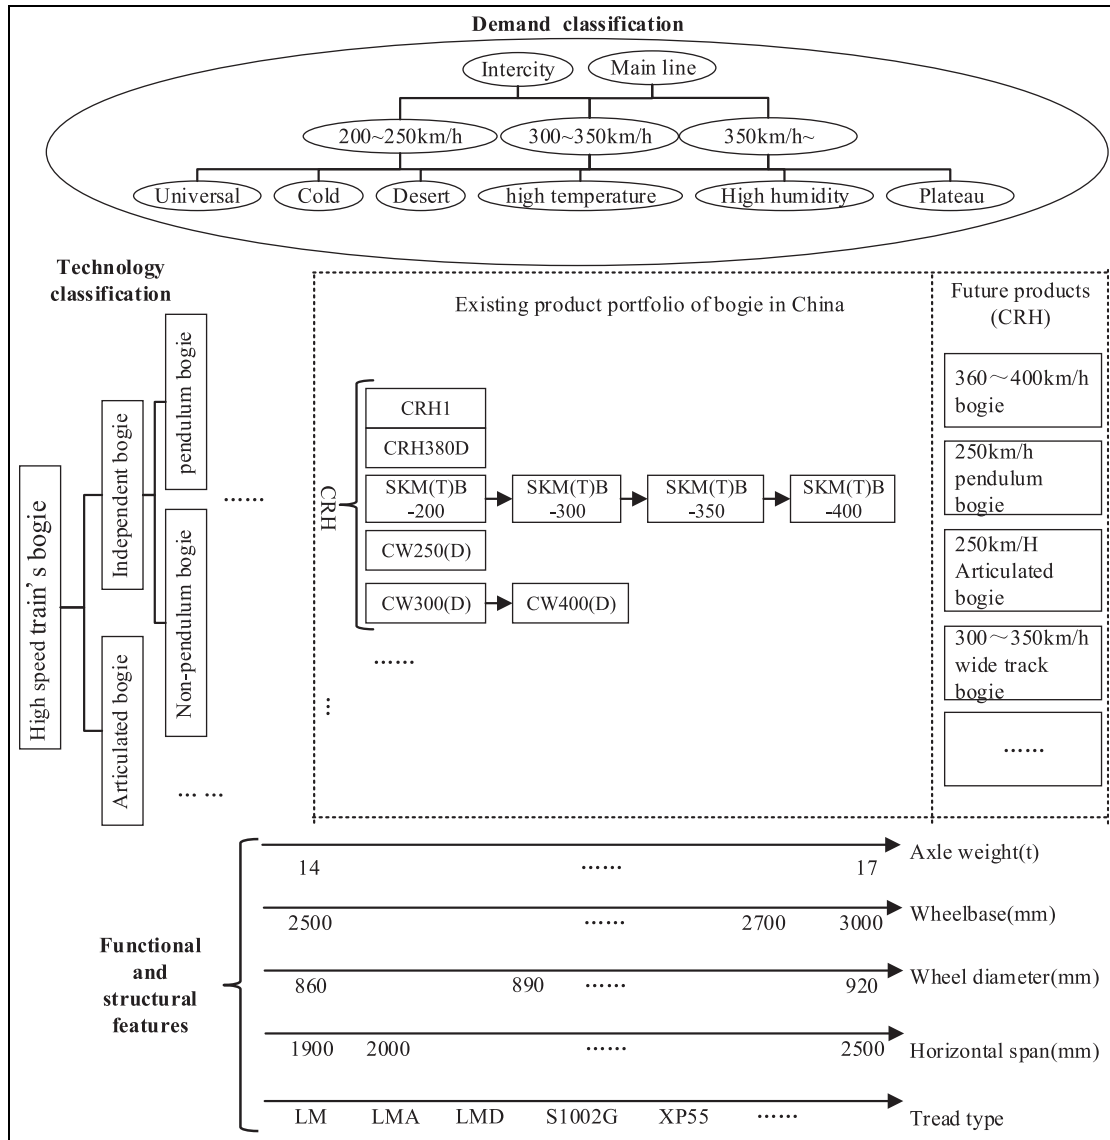 Demand classification
Intercity
Main line
200~250km/h
300~350km/h
350km/h~
Universal
Cold
Desert
high temperature
High humidity
Plateau
Technology
classification
High speed train's bogie
Independent bogie
Articulated bogie
pendulum bogie
Non-pendulum bogie
……
… …
Existing product portfolio of bogie in China
CRH
CRH1
CRH380D
SKM(T)B
-200
SKM(T)B
-300
SKM(T)B
-350
SKM(T)B
-400
CW250(D)
CW300(D)
CW400(D)
……
…
Future products
(CRH)
360～400km/h
bogie
250km/h
pendulum
bogie
250km/H
Articulated
bogie
300～350km/h
wide track
bogie
……
Functional
and
structural
features
14 …… 17 Axle weight(t)
2500 …… 2700 3000 Wheelbase(mm)
860 890 …… 920 Wheel diameter(mm)
1900 2000 …… 2500 Horizontal span(mm)
LM LMA LMD S1002G XP55 …… Tread type